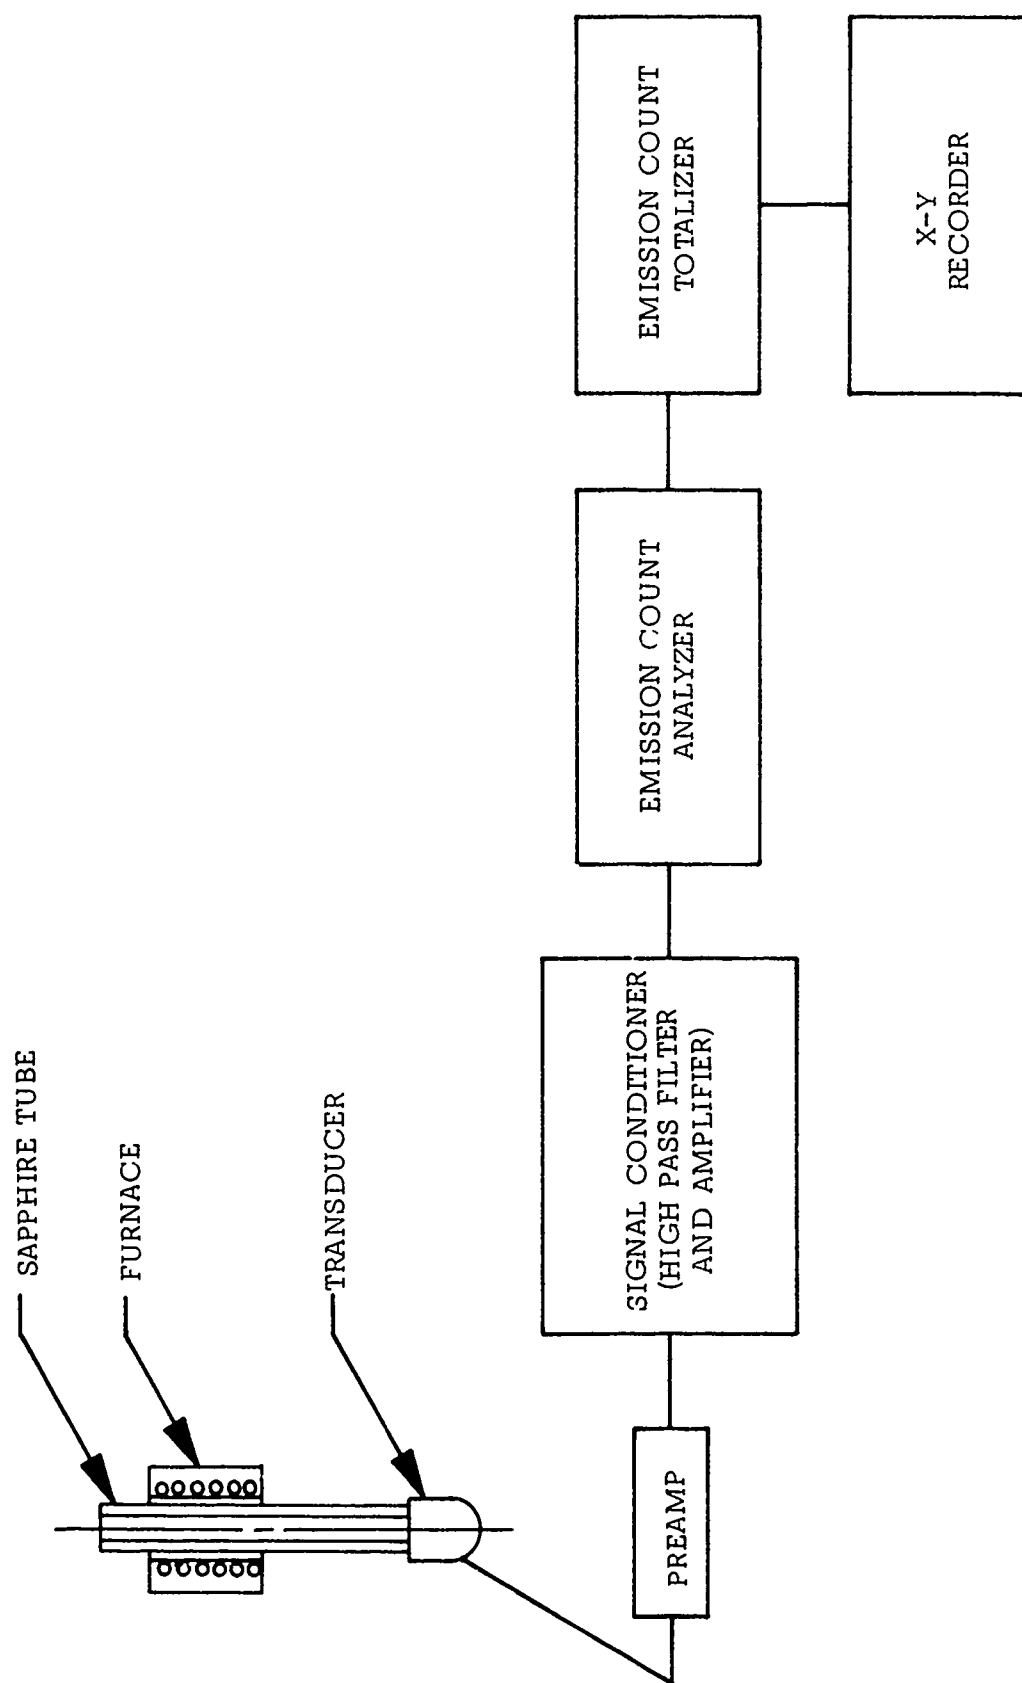 SAPPHIRE TUBE
FURNACE
TRANSDUCER
PREAMP
SIGNAL CONDITIONER
(HIGH PASS FILTER
AND AMPLIFIER)
EMISSION COUNT
ANALYZER
EMISSION COUNT
TOTALIZER
X-Y
RECORDER